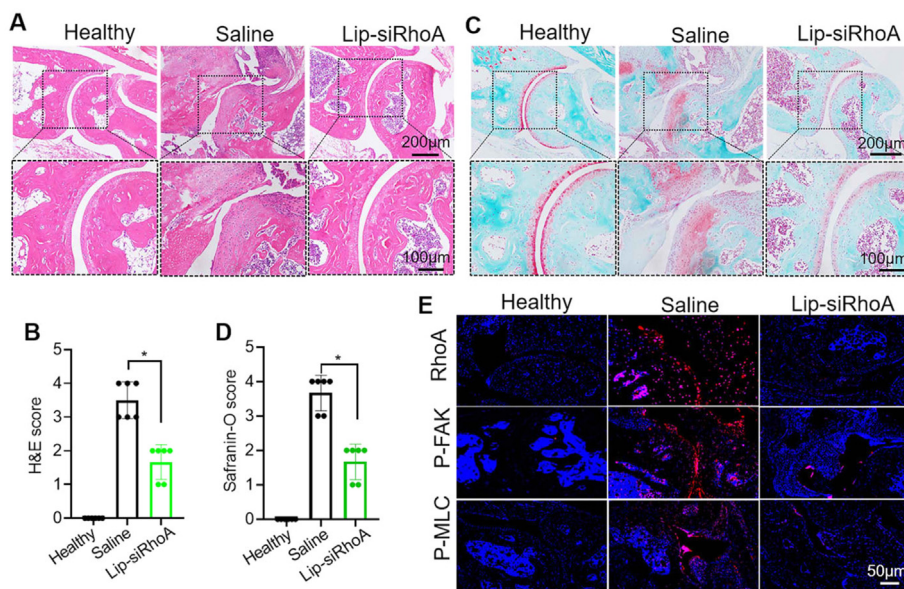 A
Healthy
Saline
Lip-siRhoA
200μm
100μm
C
Healthy
Saline
Lip-siRhoA
200μm
100μm
B
H&E score
5
4
3
2
1
0
*
Healthy
Saline
Lip-siRhoA
D
Safranin-O score
5
4
3
2
1
0
*
Healthy
Saline
Lip-siRhoA
E
Healthy
Saline
Lip-siRhoA
RhoA
P-FAK
P-MLC
50μm